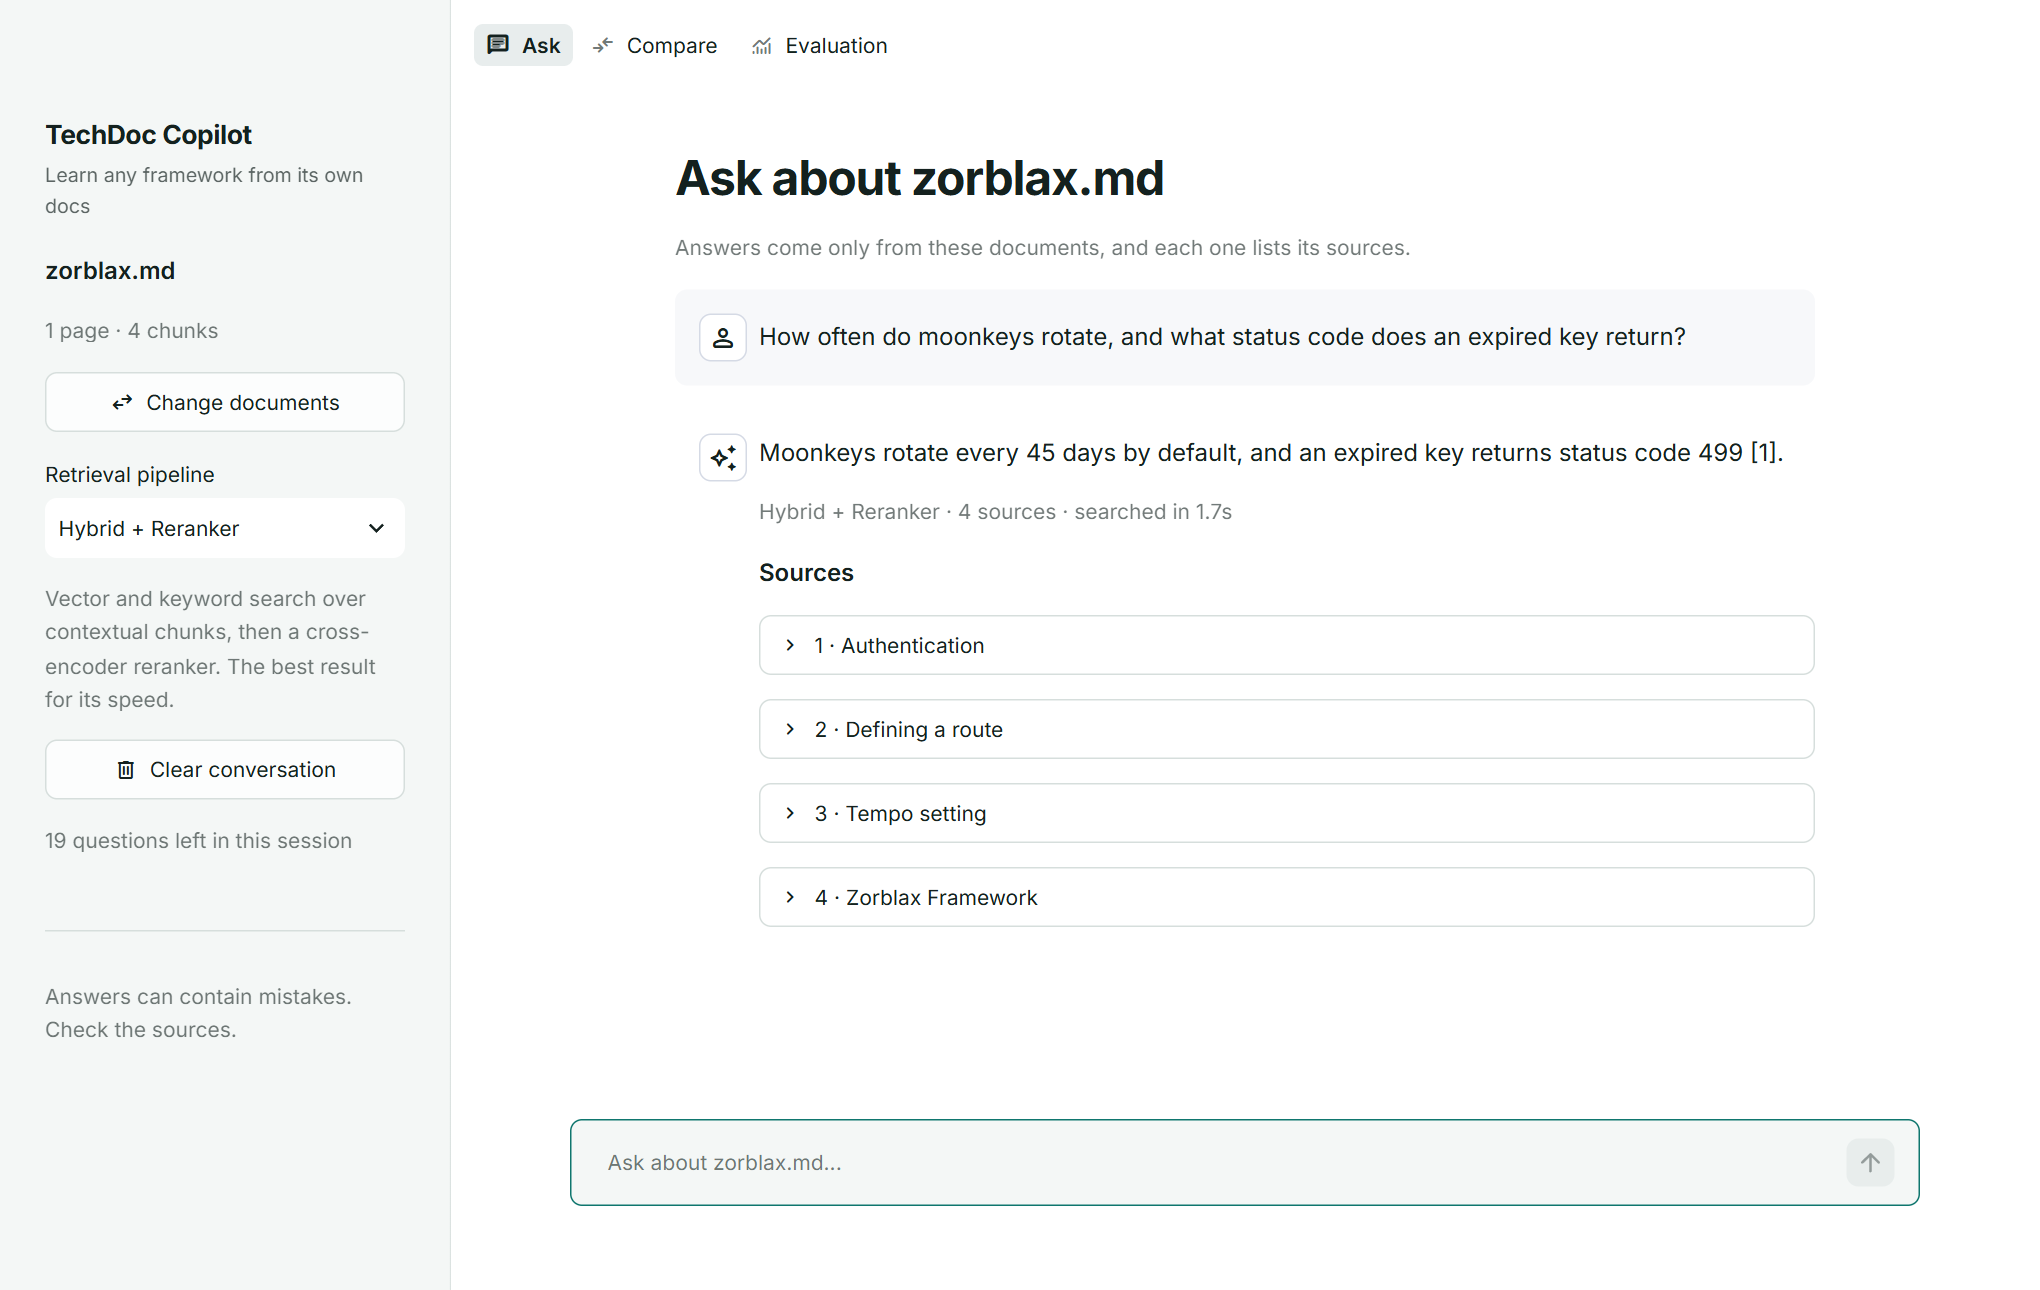 TechDoc Copilot
Learn any framework from its own
docs
zorblax.md
1 page · 4 chunks
Change documents
Retrieval pipeline
Hybrid + Reranker
Vector and keyword search over
contextual chunks, then a cross-
encoder reranker. The best result
for its speed.
Clear conversation
19 questions left in this session
Answers can contain mistakes.
Check the sources.
Ask
Compare
Evaluation
Ask about zorblax.md
Answers come only from these documents, and each one lists its sources.
How often do moonkeys rotate, and what status code does an expired key return?
Moonkeys rotate every 45 days by default, and an expired key returns status code 499 [1].
Hybrid + Reranker · 4 sources · searched in 1.7s
Sources
1 · Authentication
2 · Defining a route
3 · Tempo setting
4 · Zorblax Framework
Ask about zorblax.md...